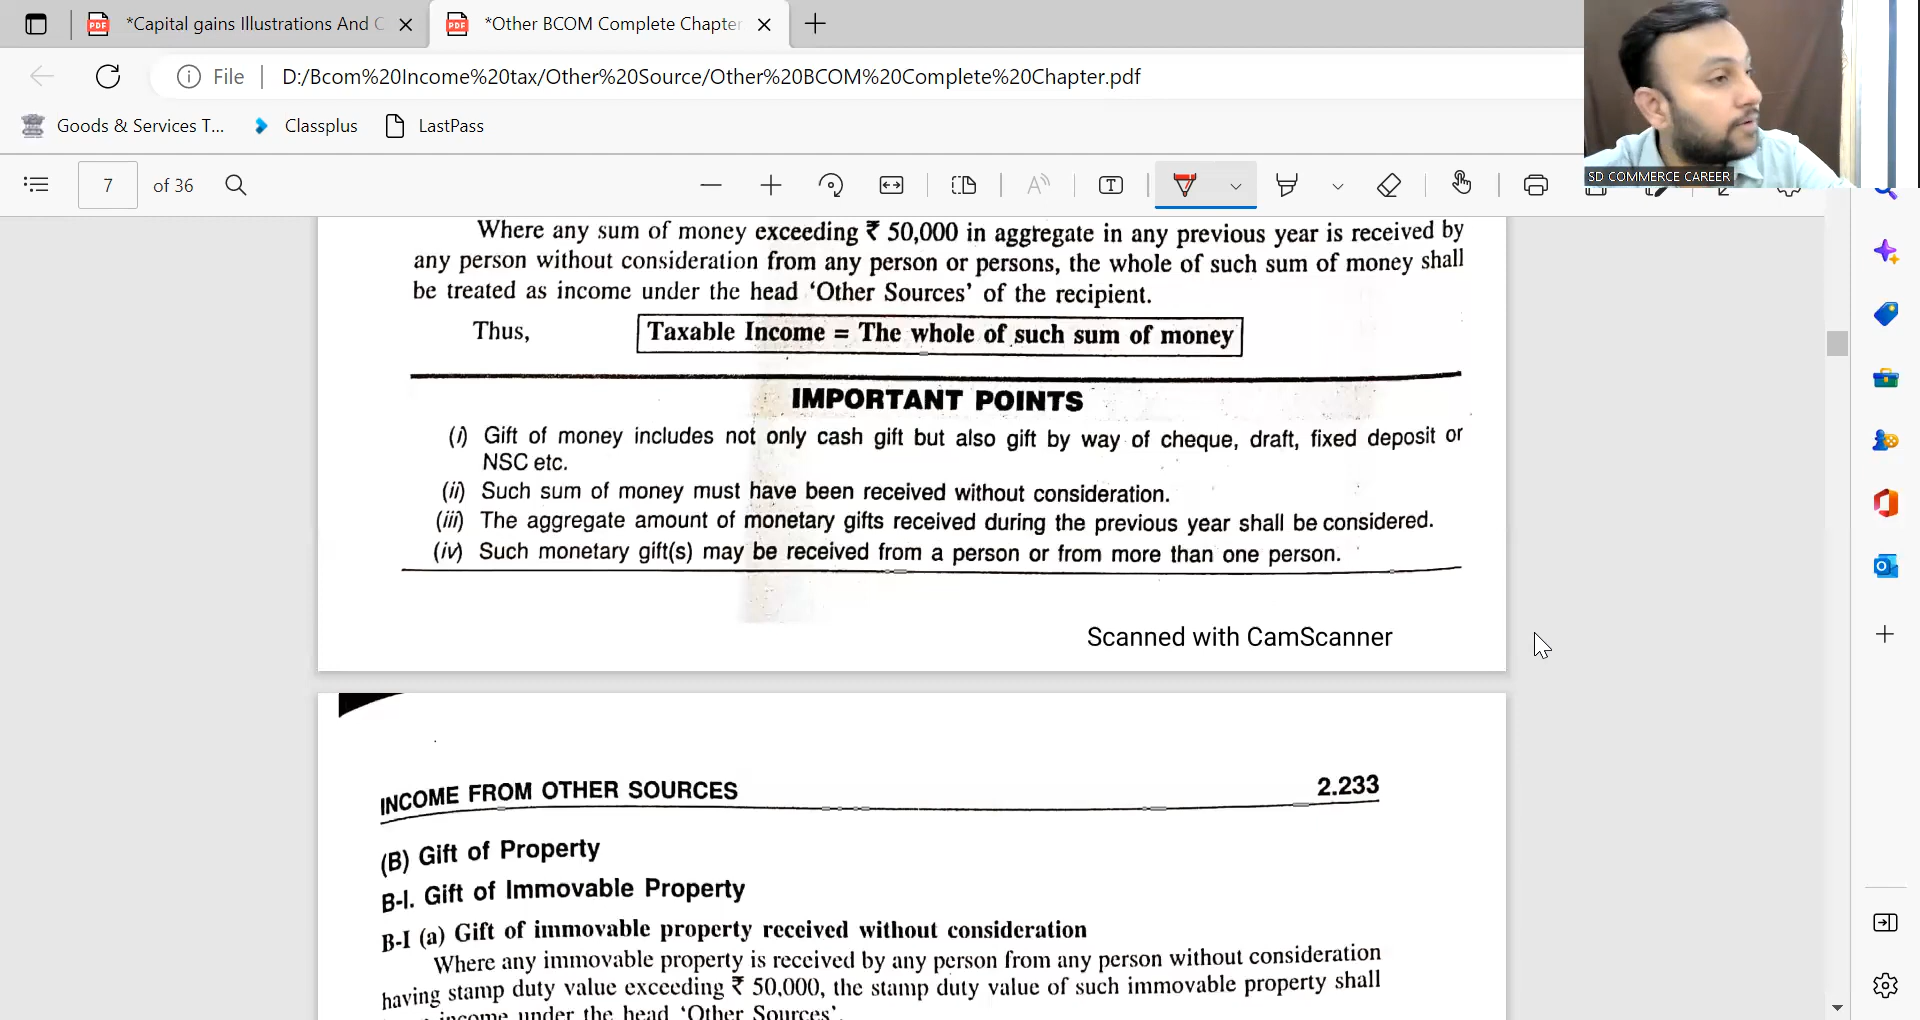 *Capital gains Illustrations And C
*Other BCOM Complete Chapter
File
D:/Bcom%20Income%20tax/Other%20Source/Other%20BCOM%20Complete%20Chapter.pdf
Goods & Services T...
Classplus
LastPass
SD COMMERCE CAREER
7 of 36
Where any sum of money exceeding ₹ 50,000 in aggregate in any previous year is received by
any person without consideration from any person or persons, the whole of such sum of money shall
be treated as income under the head ‘Other Sources’ of the recipient.
Thus, Taxable Income = The whole of such sum of money
IMPORTANT POINTS
(i) Gift of money includes not only cash gift but also gift by way of cheque, draft, fixed deposit or
NSC etc.
(ii) Such sum of money must have been received without consideration.
(iii) The aggregate amount of monetary gifts received during the previous year shall be considered.
(iv) Such monetary gift(s) may be received from a person or from more than one person.
Scanned with CamScanner
INCOME FROM OTHER SOURCES 2.233
(B) Gift of Property
B-I. Gift of Immovable Property
B-I (a) Gift of immovable property received without consideration
Where any immovable property is received by any person from any person without consideration
having stamp duty value exceeding ₹ 50,000, the stamp duty value of such immovable property shall
income under the head ‘Other Sources’.